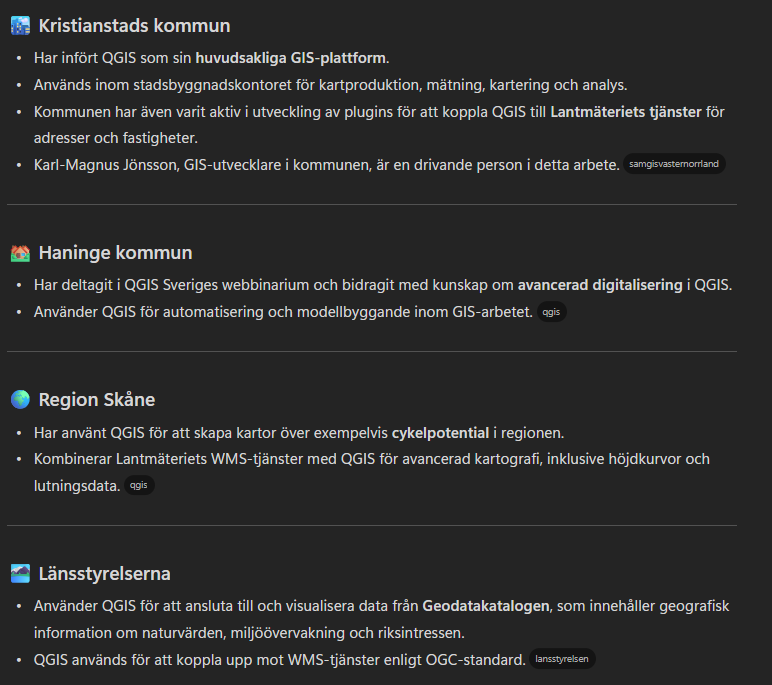 Kristianstads kommun
• Har infört QGIS som sin huvudsakliga GIS-plattform.
• Används inom stadsbyggnadskontoret för kartproduktion, mätning, kartering och analys.
• Kommunen har även varit aktiv i utveckling av plugins för att koppla QGIS till Lantmäteriets tjänster för
adresser och fastigheter.
• Karl-Magnus Jönsson, GIS-utvecklare i kommunen, är en drivande person i detta arbete. samgisvasternorrland
Haninge kommun
• Har deltagit i QGIS Sveriges webbinarium och bidragit med kunskap om avancerad digitalisering i QGIS.
• Använder QGIS för automatisering och modellbyggande inom GIS-arbetet. qgis
Region Skåne
• Har använt QGIS för att skapa kartor över exempelvis cykelpotential i regionen.
• Kombinerar Lantmäteriets WMS-tjänster med QGIS för avancerad kartografi, inklusive höjdkurvor och
lutningsdata. qgis
Länsstyrelserna
• Använder QGIS för att ansluta till och visualisera data från Geodatakatalogen, som innehåller geografisk
information om naturvärden, miljöövervakning och riksintressen.
• QGIS används för att koppla upp mot WMS-tjänster enligt OGC-standard. lansstyrelsen